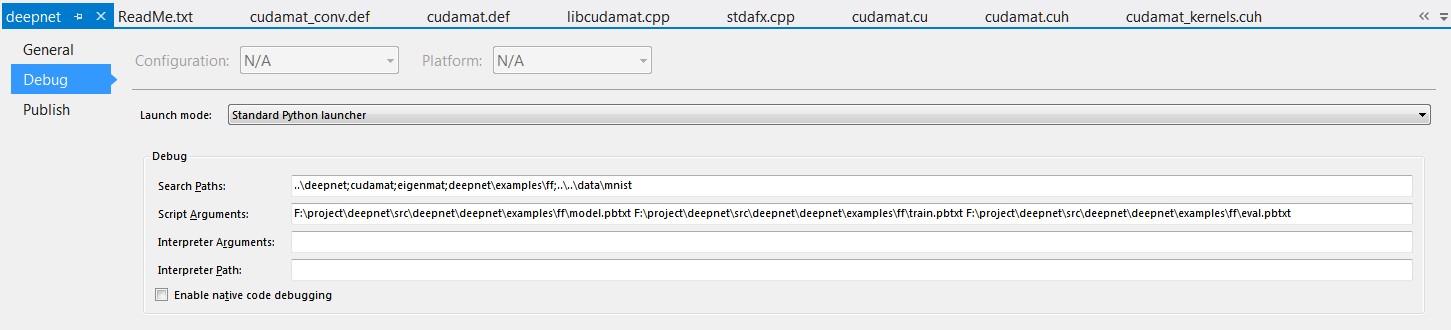 deepnet ReadMe.txt cudamat_conv.def cudamat.def libcudamat.cpp stdafx.cpp cudamat.cu cudamat.cuh cudamat_kernels.cuh
General
Configuration: N/A Platform: N/A
Debug
Publish
Launch mode: Standard Python launcher
Debug
Search Paths: ..\deepnet;cudamat;eigenmat;deepnet\examples\ff;..\..\data\mnist
Script Arguments: F:\project\deepnet\src\deepnet\deepnet\examples\ff\model.pbtxt F:\project\deepnet\src\deepnet\deepnet\examples\ff\train.pbtxt F:\project\deepnet\src\deepnet\deepnet\examples\ff\eval.pbtxt
Interpreter Arguments:
Interpreter Path:
Enable native code debugging